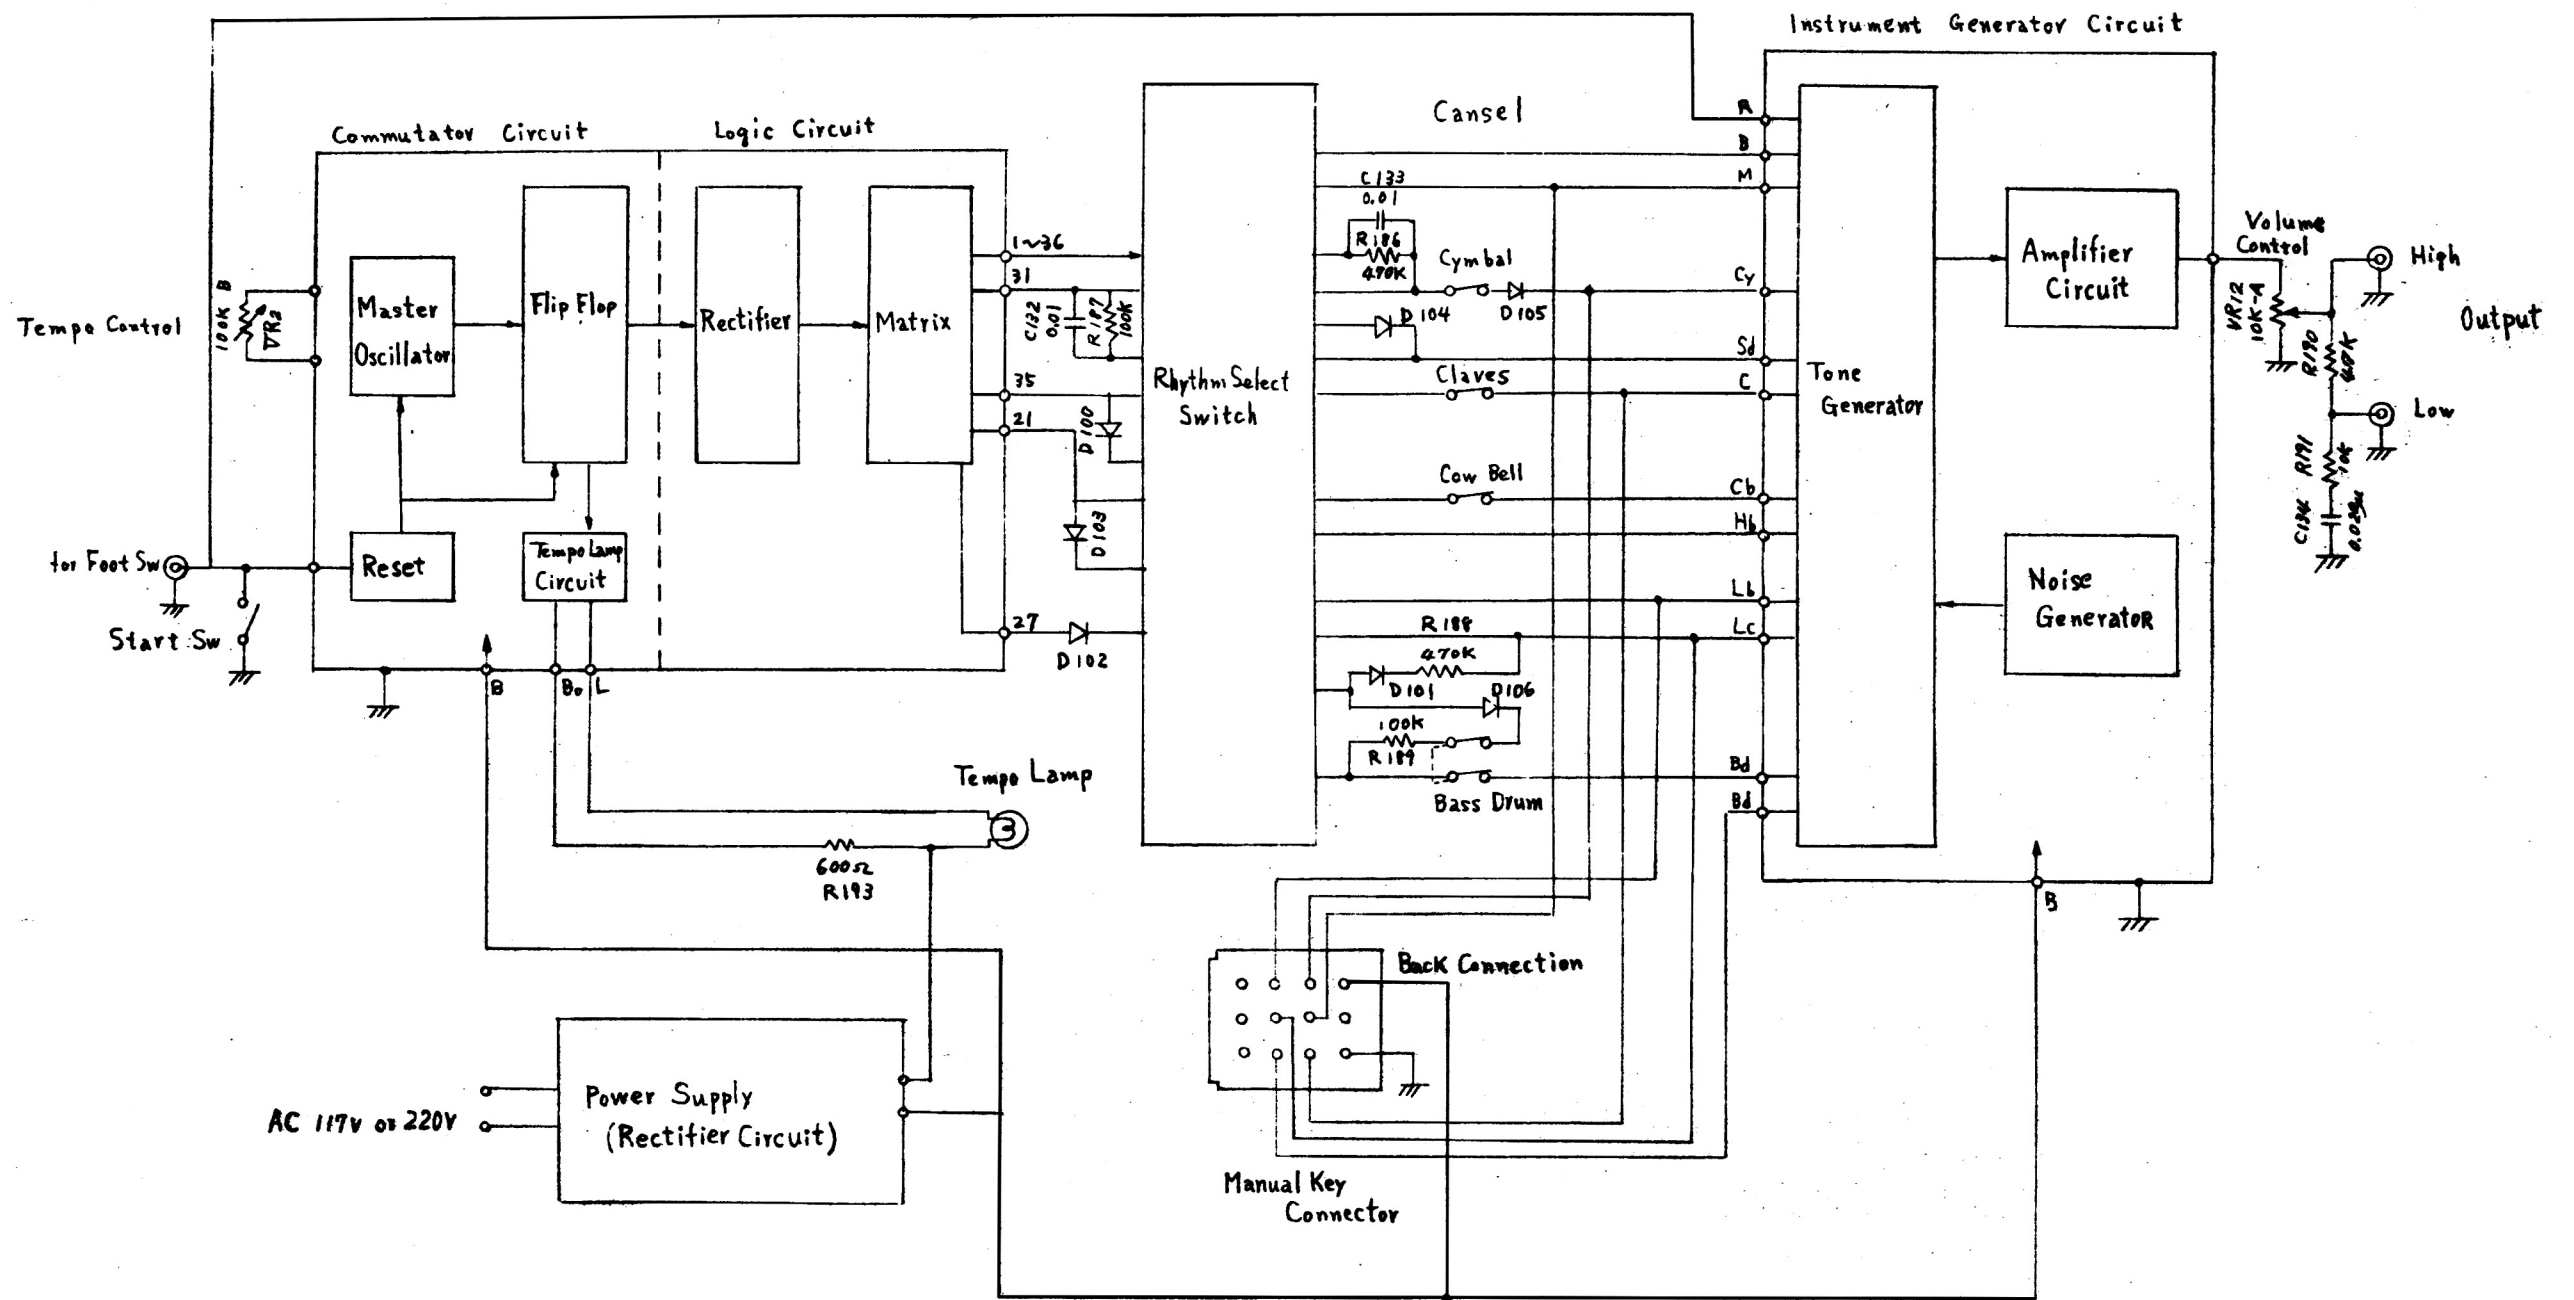 Instrument Generator Circuit
Commutator Circuit
Logic Circuit
Cansel
R
B
M
C133
0.01
R186
470K
Cymbal
Cy
D104
D105
Sd
Claves
C
Cow Bell
Cb
Hb
Lb
R188
Lc
470K
D101
D106
100K
R189
Bd
Bass Drum
Bd
Tempo Control
100K B
VR2
Master
Oscillator
Flip Flop
Rectifier
Matrix
1~36
31
C132
0.01
R187
100K
35
21
D100
D103
27
D102
Rhythm Select
Switch
Tone
Generator
Amplifier
Circuit
Noise
Generator
Volume
Control
VR12
10K-A
High
Output
R190
Low
R191
10K
C134
for Foot Sw
Start Sw
Reset
Tempo Lamp
Circuit
B
Bo
L
Tempo Lamp
600Ω
R193
B
Back Connection
Power Supply
(Rectifier Circuit)
AC 117V or 220V
Manual Key
Connector